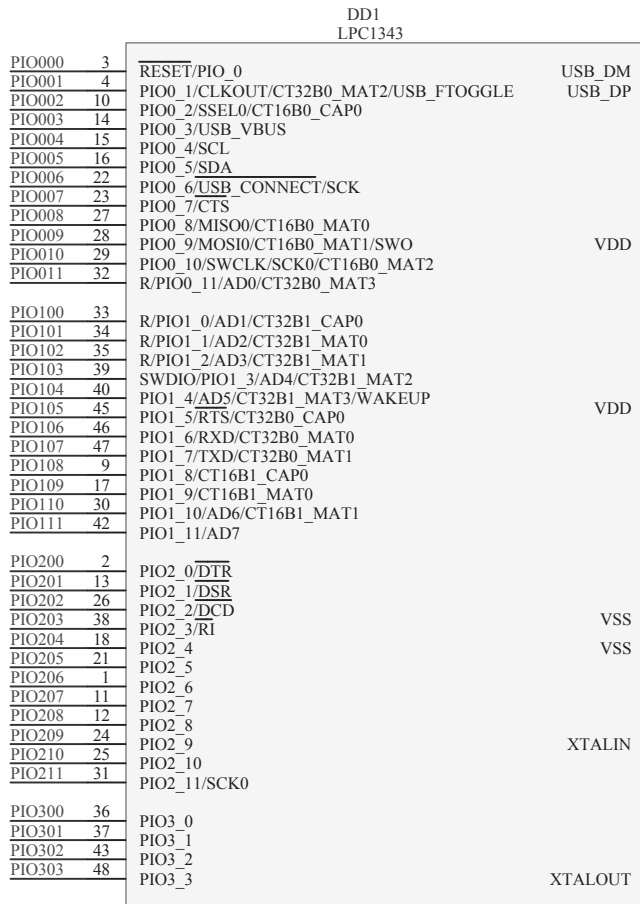 DD1
LPC1343
PIO000 3 RESET/PIO_0 USB_DM
PIO001 4 PIO0_1/CLKOUT/CT32B0_MAT2/USB_FTOGGLE USB_DP
PIO002 10 PIO0_2/SSEL0/CT16B0_CAP0
PIO003 14 PIO0_3/USB_VBUS
PIO004 15 PIO0_4/SCL
PIO005 16 PIO0_5/SDA
PIO006 22 PIO0_6/USB_CONNECT/SCK
PIO007 23 PIO0_7/CTS
PIO008 27 PIO0_8/MISO0/CT16B0_MAT0
PIO009 28 PIO0_9/MOSI0/CT16B0_MAT1/SWO VDD
PIO010 29 PIO0_10/SWCLK/SCK0/CT16B0_MAT2
PIO011 32 R/PIO0_11/AD0/CT32B0_MAT3
PIO100 33 R/PIO1_0/AD1/CT32B1_CAP0
PIO101 34 R/PIO1_1/AD2/CT32B1_MAT0
PIO102 35 R/PIO1_2/AD3/CT32B1_MAT1
PIO103 39 SWDIO/PIO1_3/AD4/CT32B1_MAT2
PIO104 40 PIO1_4/AD5/CT32B1_MAT3/WAKEUP
PIO105 45 PIO1_5/RTS/CT32B0_CAP0 VDD
PIO106 46 PIO1_6/RXD/CT32B0_MAT0
PIO107 47 PIO1_7/TXD/CT32B0_MAT1
PIO108 9 PIO1_8/CT16B1_CAP0
PIO109 17 PIO1_9/CT16B1_MAT0
PIO110 30 PIO1_10/AD6/CT16B1_MAT1
PIO111 42 PIO1_11/AD7
PIO200 2 PIO2_0/DTR
PIO201 13 PIO2_1/DSR
PIO202 26 PIO2_2/DCD
PIO203 38 PIO2_3/RI VSS
PIO204 18 PIO2_4 VSS
PIO205 21 PIO2_5
PIO206 1 PIO2_6
PIO207 11 PIO2_7
PIO208 12 PIO2_8
PIO209 24 PIO2_9 XTALIN
PIO210 25 PIO2_10
PIO211 31 PIO2_11/SCK0
PIO300 36 PIO3_0
PIO301 37 PIO3_1
PIO302 43 PIO3_2
PIO303 48 PIO3_3 XTALOUT